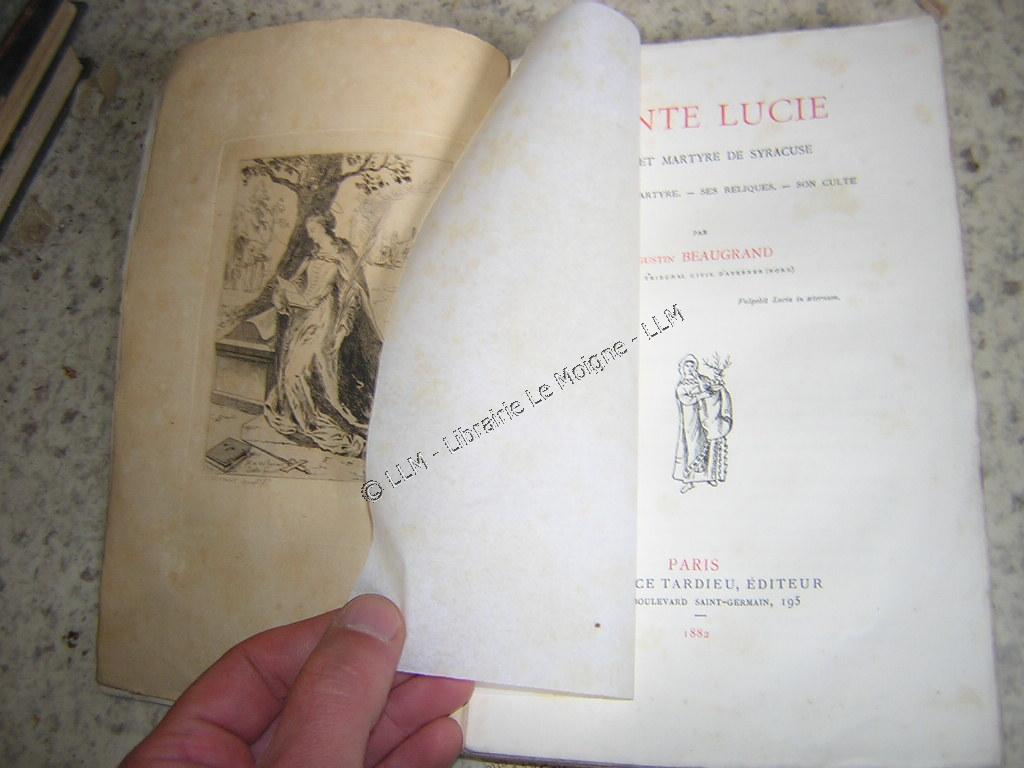 NTE LUCIE
ET MARTYRE DE SYRACUSE
ARTYRE. — SES RELIQUES. — SON CULTE
PAR
USTIN BEAUGRAND
TRIBUNAL CIVIL D'AVESNES (NORD)
Pulpebit Lucia in æternum.
© LLM - Librairie Le Moigne - LLM
PARIS
CE TARDIEU, ÉDITEUR
BOULEVARD SAINT-GERMAIN, 195
1882